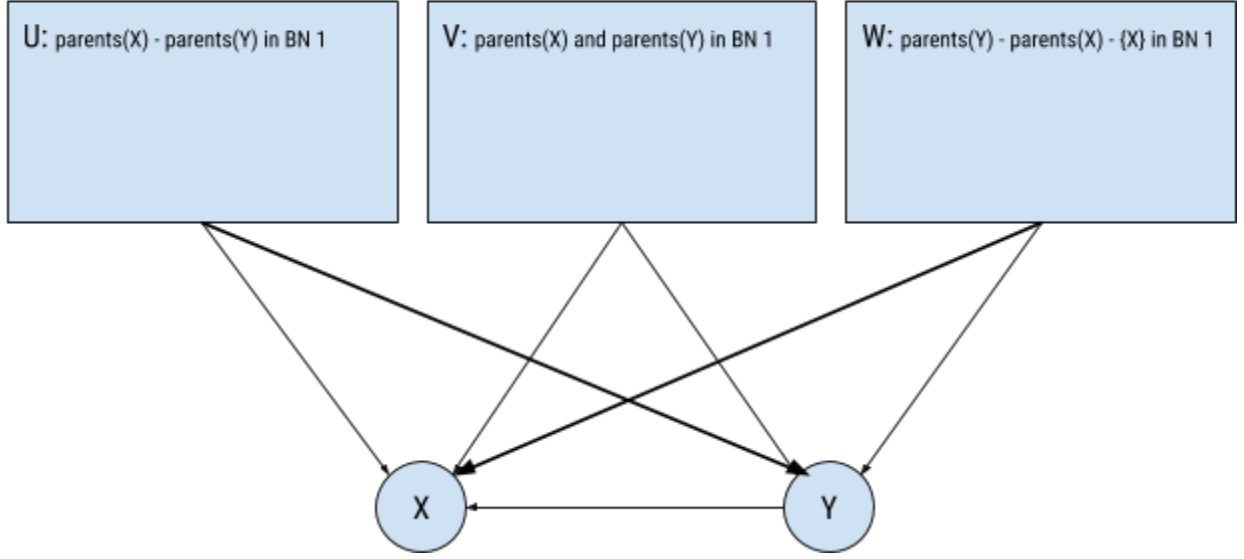 U: parents(X) - parents(Y) in BN 1
V: parents(X) and parents(Y) in BN 1
W: parents(Y) - parents(X) - {X} in BN 1
X
Y